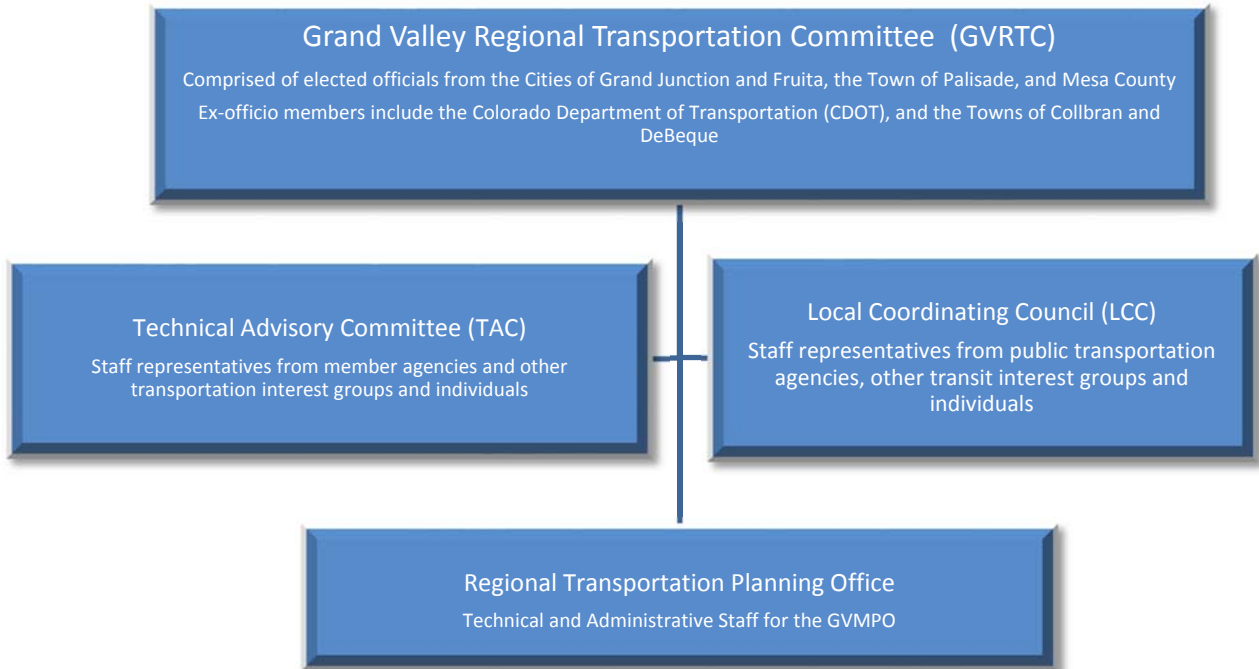 Grand Valley Regional Transportation Committee (GVRTC)
Comprised of elected officials from the Cities of Grand Junction and Fruita, the Town of Palisade, and Mesa County
Ex-officio members include the Colorado Department of Transportation (CDOT), and the Towns of Collbran and
DeBeque
Technical Advisory Committee (TAC)
Staff representatives from member agencies and other
transportation interest groups and individuals
Local Coordinating Council (LCC)
Staff representatives from public transportation
agencies, other transit interest groups and
individuals
Regional Transportation Planning Office
Technical and Administrative Staff for the GVMPO